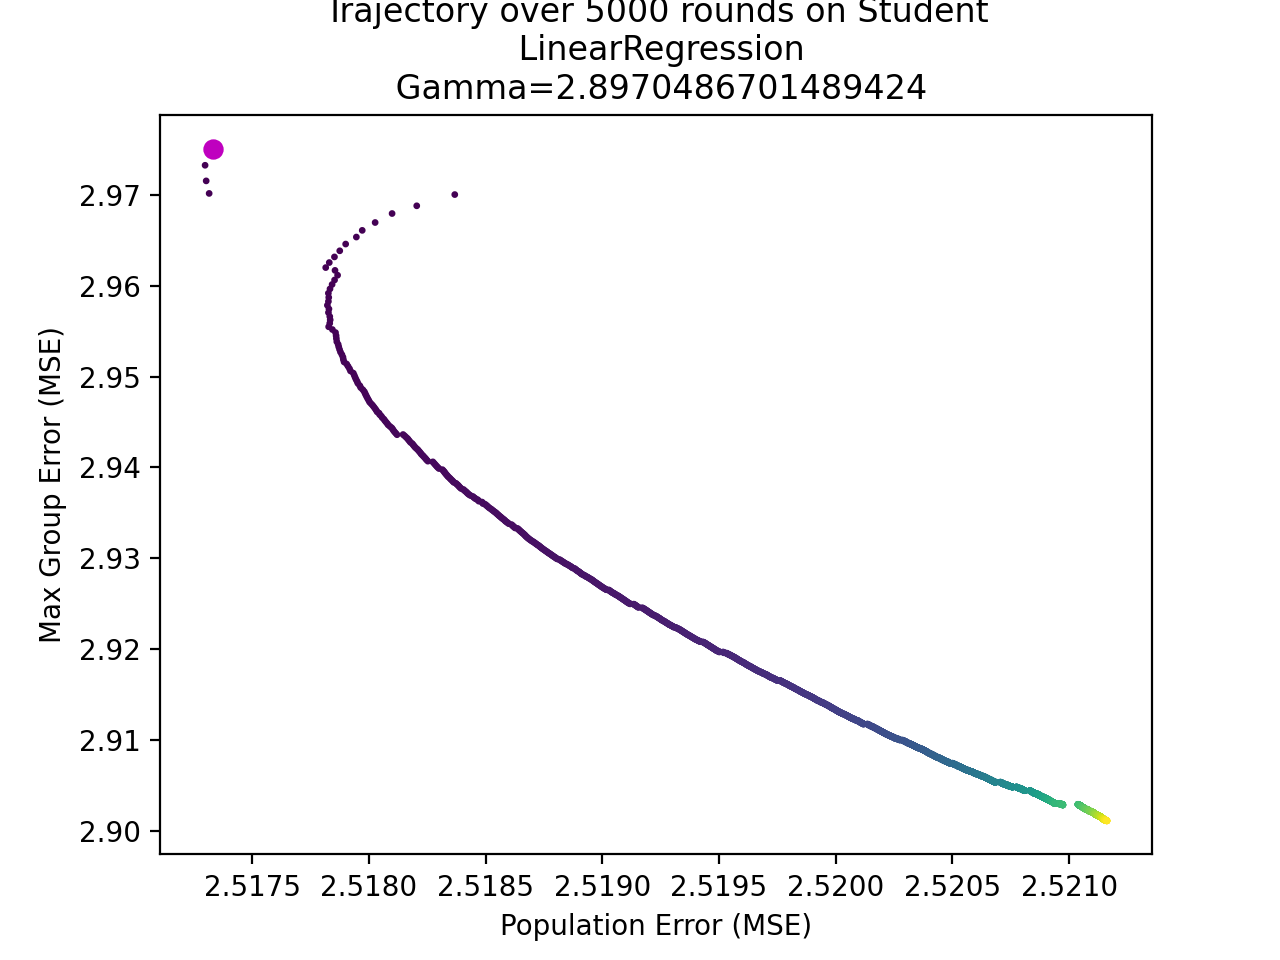 Trajectory over 5000 rounds on Student
LinearRegression
Gamma=2.8970486701489424
2.97
2.96
2.95
2.94
2.93
2.92
2.91
2.90
Max Group Error (MSE)
2.5175 2.5180 2.5185 2.5190 2.5195 2.5200 2.5205 2.5210
Population Error (MSE)